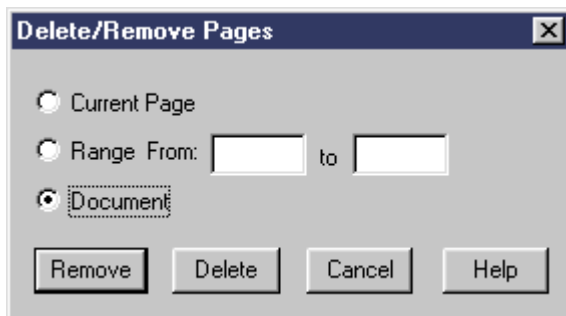 Delete/Remove Pages
Current Page
Range From: to
Document
Remove Delete Cancel Help